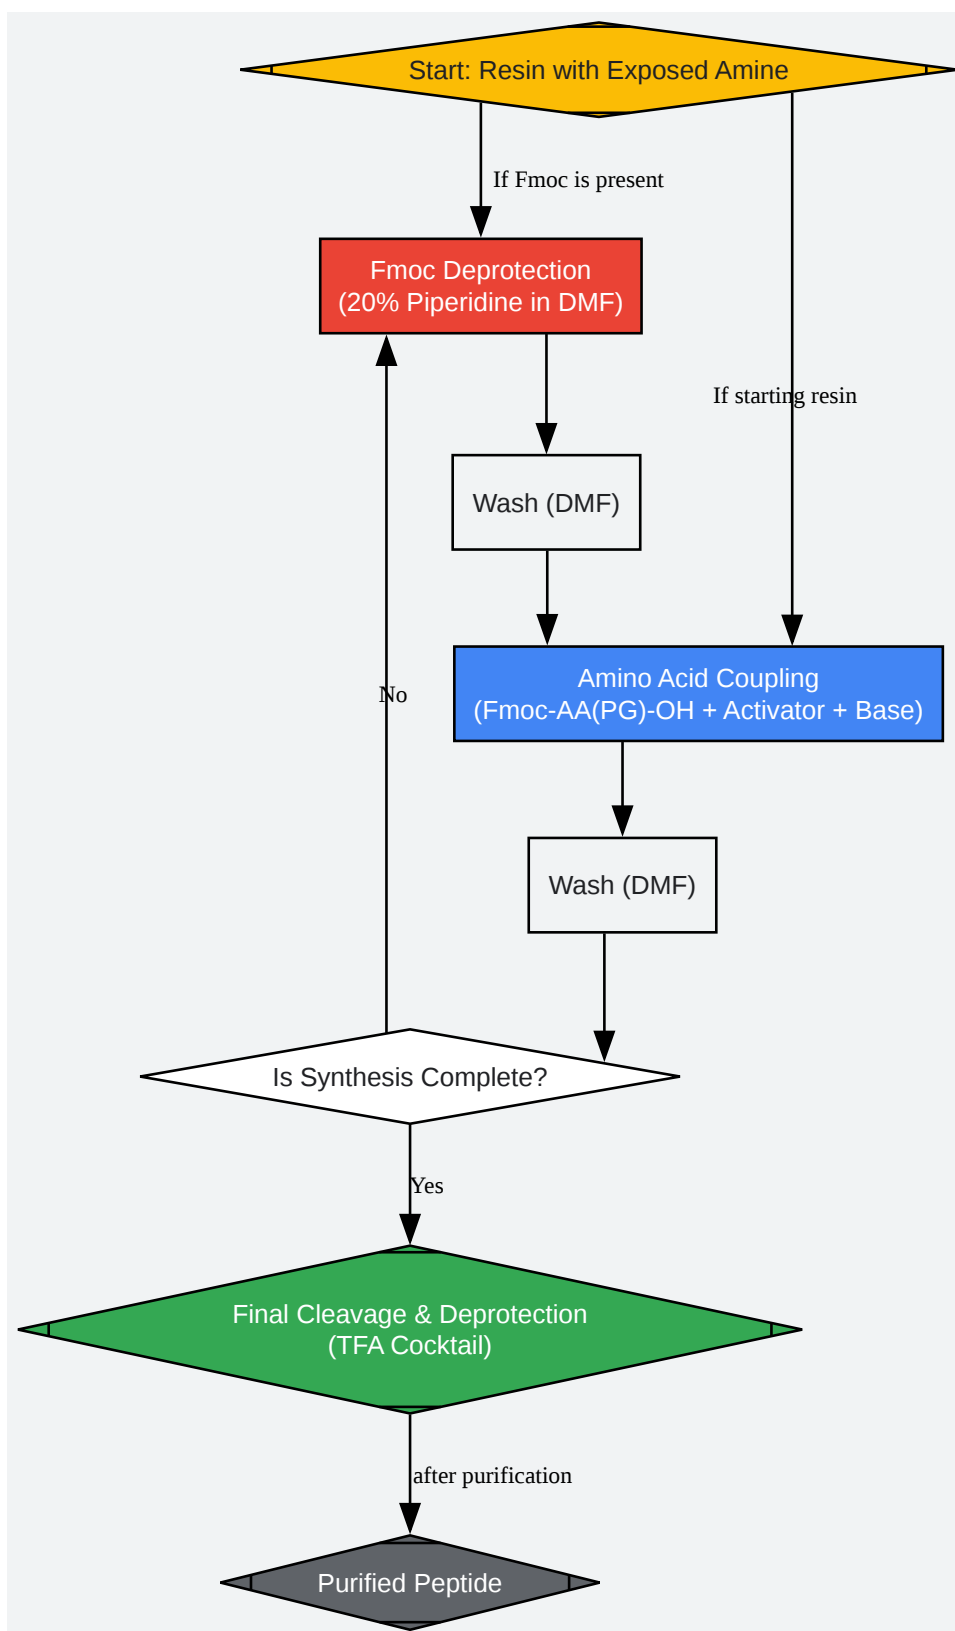 Start: Resin with Exposed Amine
If Fmoc is present
Fmoc Deprotection
(20% Piperidine in DMF)
If starting resin
Wash (DMF)
Amino Acid Coupling
(Fmoc-AA(PG)-OH + Activator + Base)
No
Wash (DMF)
Is Synthesis Complete?
Yes
Final Cleavage & Deprotection
(TFA Cocktail)
after purification
Purified Peptide